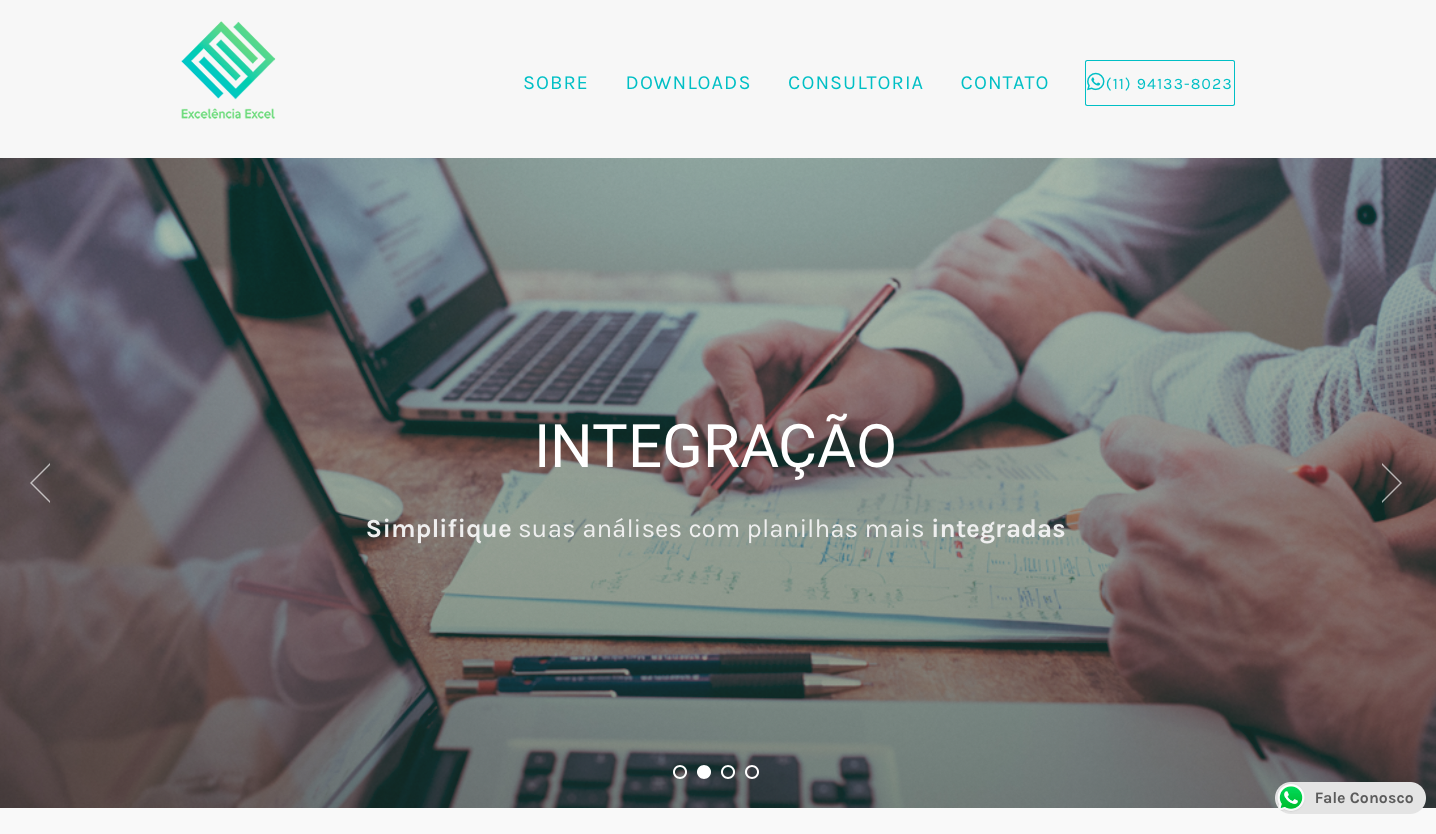 Excelência Excel
SOBRE
DOWNLOADS
CONSULTORIA
CONTATO
(11) 94133-8023
INTEGRAÇÃO
Simplifique suas análises com planilhas mais integradas
Fale Conosco